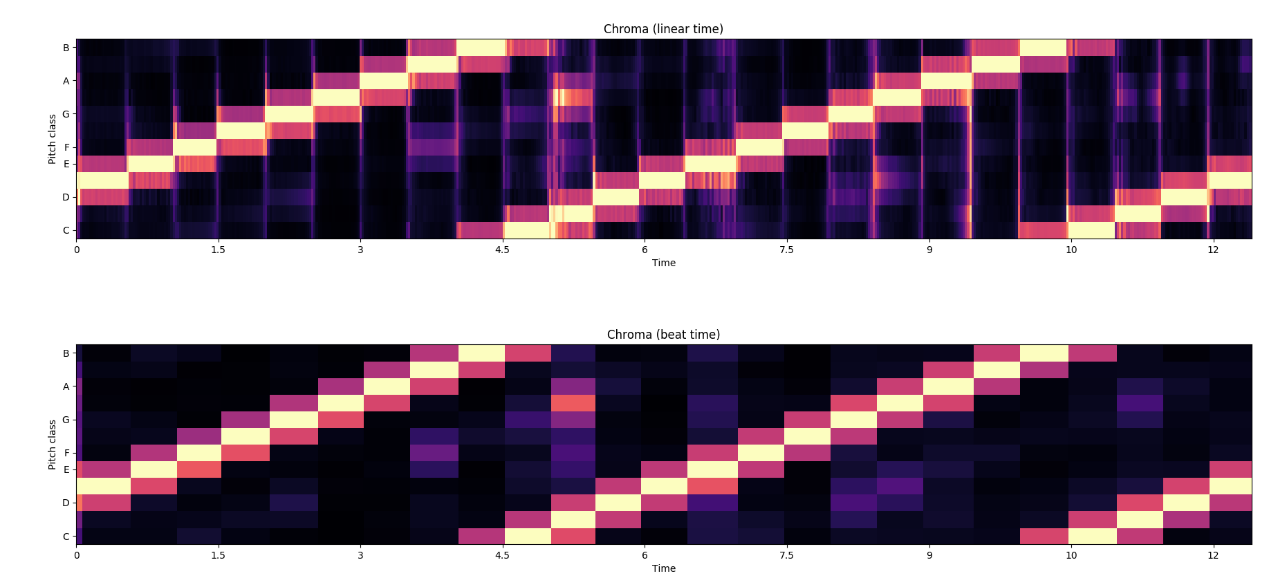 Chroma (linear time)
B
A
G
F
E
D
C
Pitch class
0 1.5 3 4.5 6 7.5 9 10 12
Time
Chroma (beat time)
B
A
G
F
E
D
C
Pitch class
0 1.5 3 4.5 6 7.5 9 10 12
Time